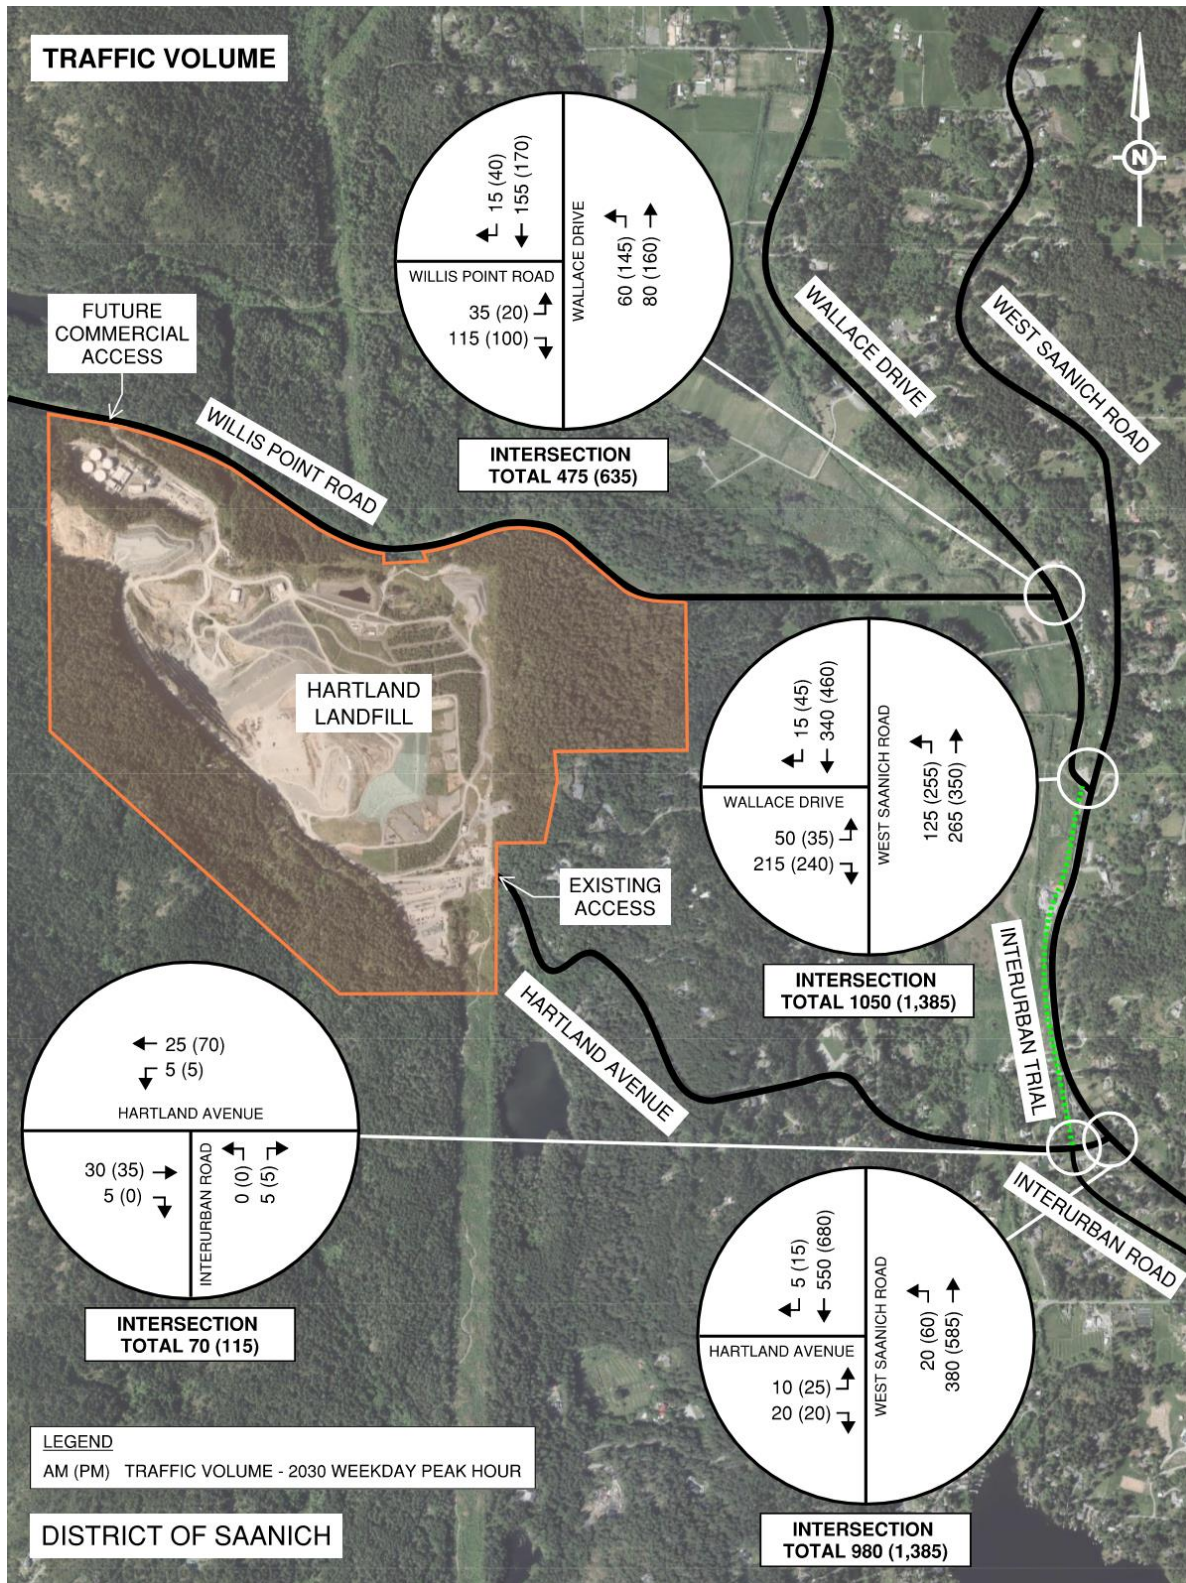 TRAFFIC VOLUME
N
15 (40)
155 (170)
WILLIS POINT ROAD
35 (20)
115 (100)
WALLACE DRIVE
60 (145)
80 (160)
INTERSECTION
TOTAL 475 (635)
FUTURE
COMMERCIAL
ACCESS
WILLIS POINT ROAD
WALLACE DRIVE
WEST SAANICH ROAD
HARTLAND
LANDFILL
15 (45)
340 (460)
WALLACE DRIVE
50 (35)
215 (240)
WEST SAANICH ROAD
125 (255)
265 (350)
INTERSECTION
TOTAL 1050 (1,385)
EXISTING
ACCESS
HARTLAND AVENUE
INTERURBAN TRIAL
INTERURBAN ROAD
25 (70)
5 (5)
HARTLAND AVENUE
30 (35)
5 (0)
INTERURBAN ROAD
0 (0)
5 (5)
INTERSECTION
TOTAL 70 (115)
5 (15)
550 (680)
HARTLAND AVENUE
10 (25)
20 (20)
WEST SAANICH ROAD
20 (60)
380 (585)
INTERSECTION
TOTAL 980 (1,385)
LEGEND
AM (PM) TRAFFIC VOLUME - 2030 WEEKDAY PEAK HOUR
DISTRICT OF SAANICH